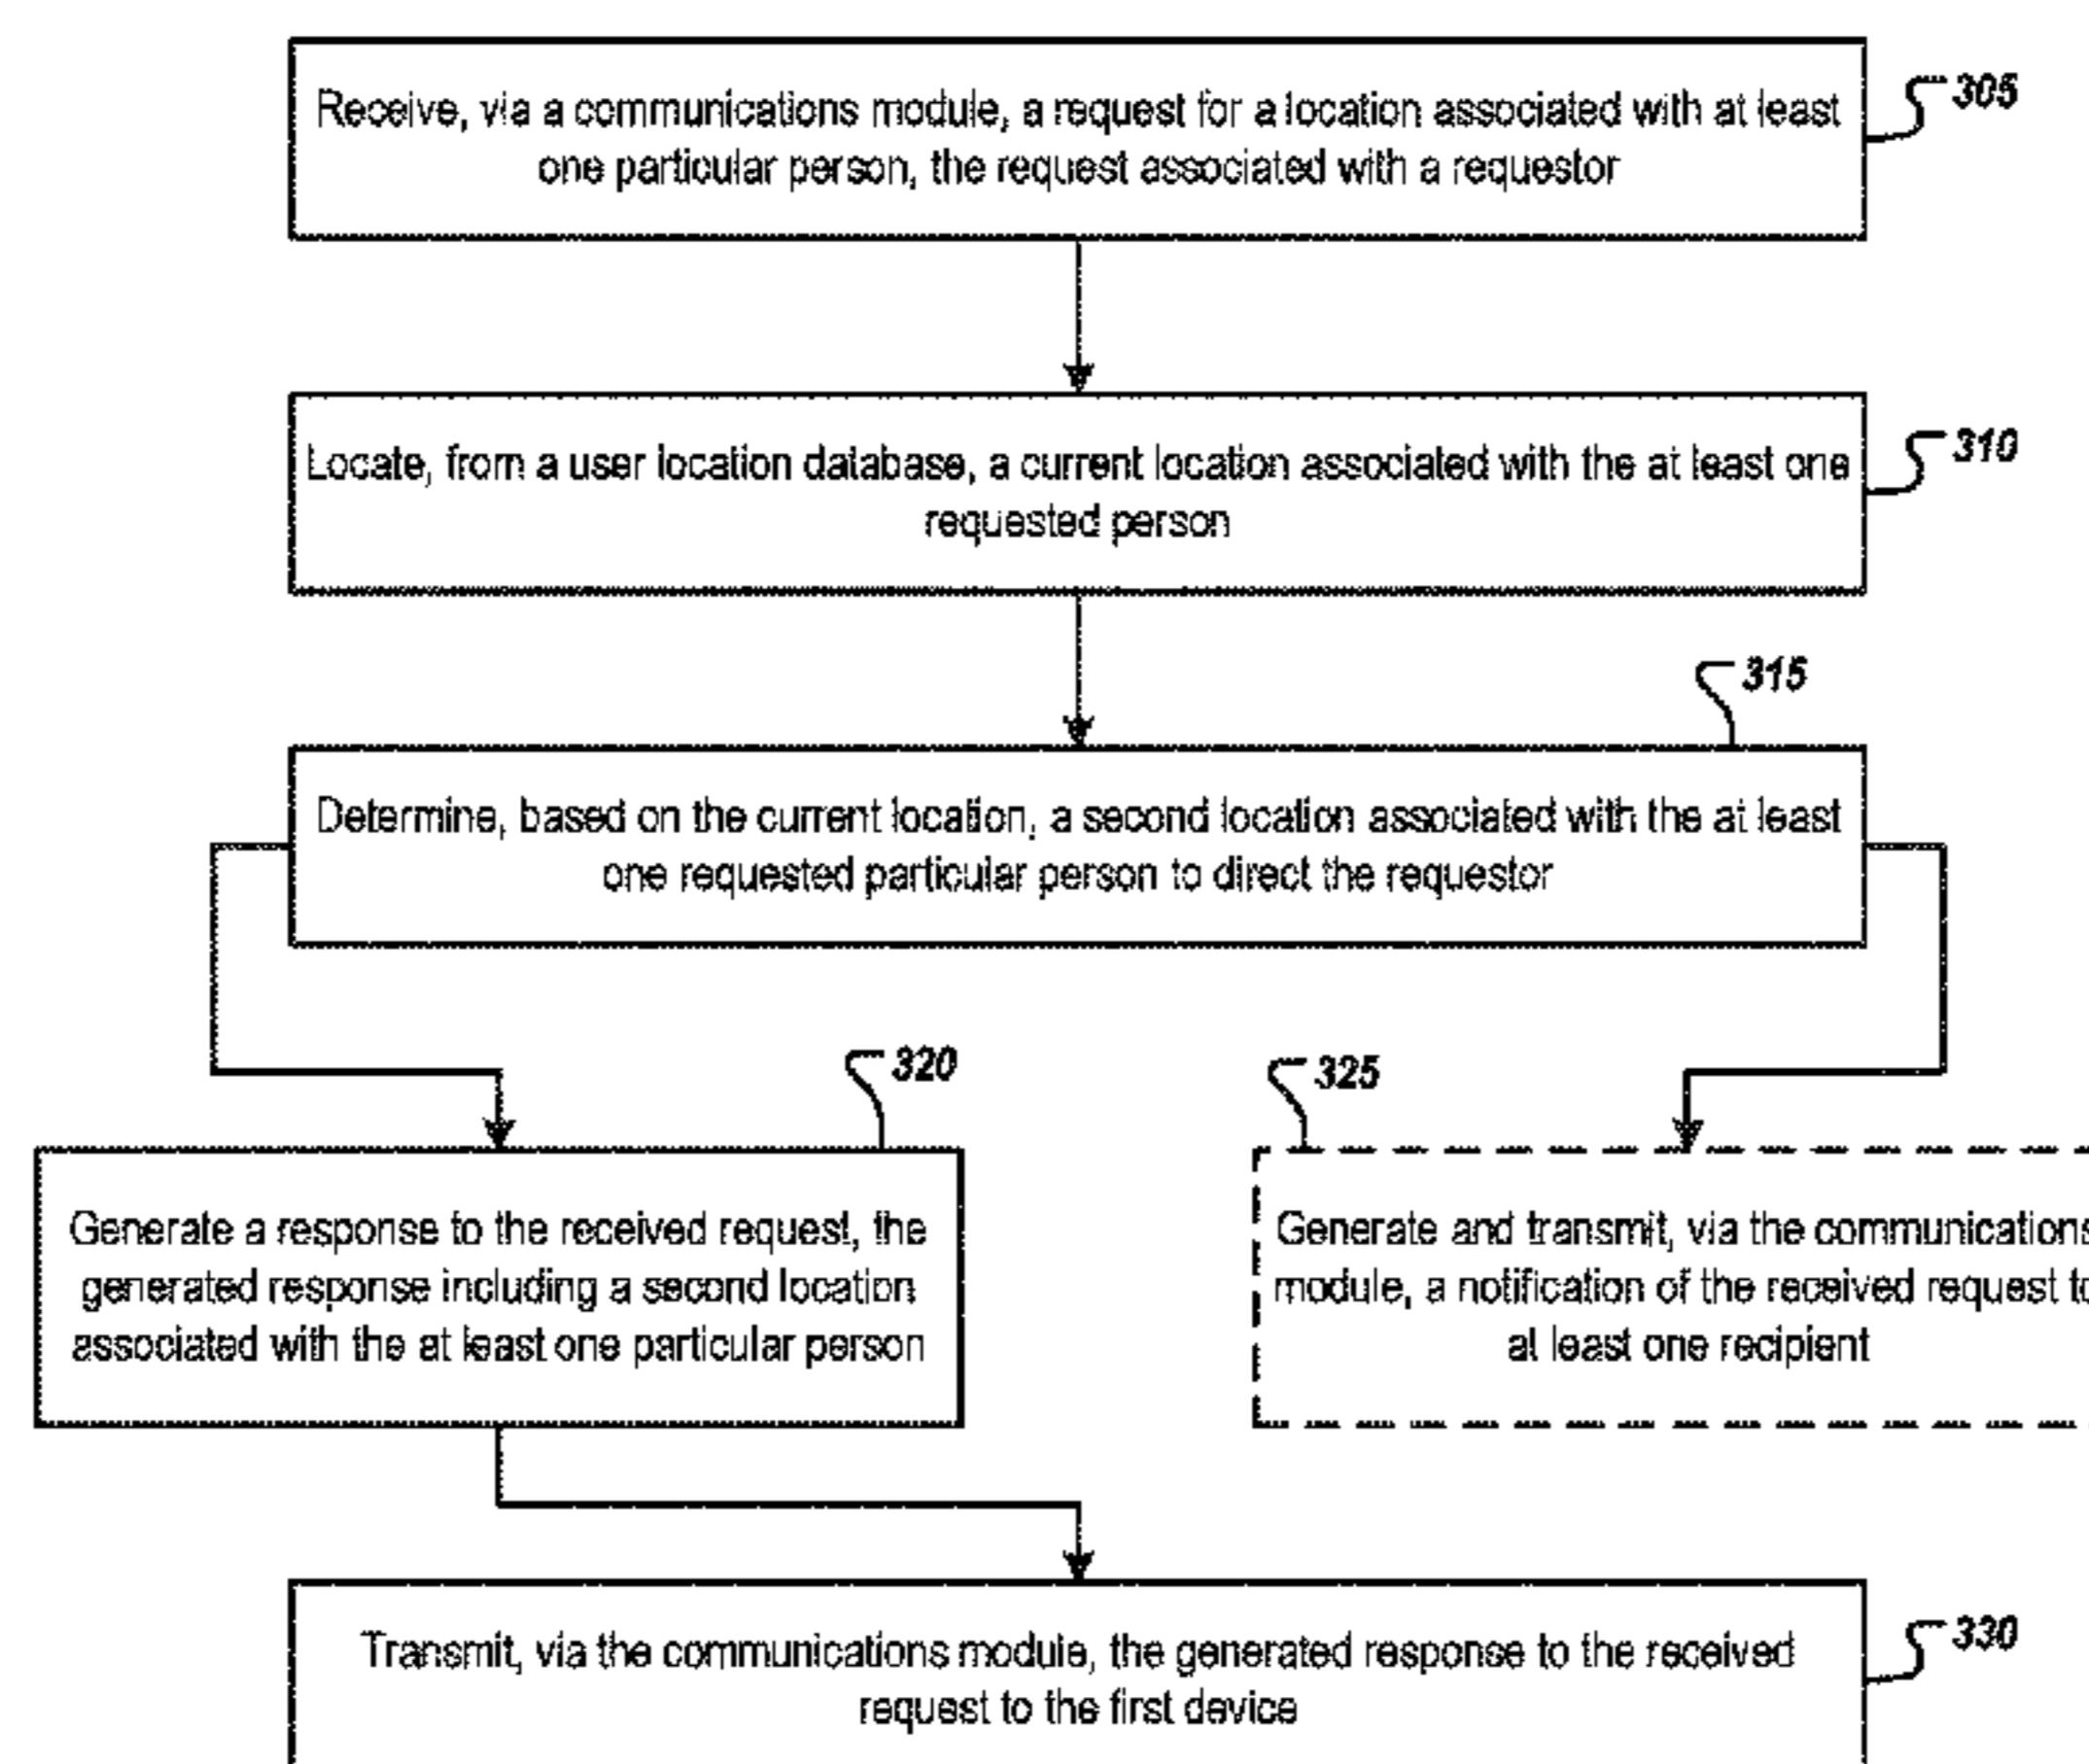 Receive, via a communications module, a request for a location associated with at least
one particular person, the request associated with a requestor
305
Locate, from a user location database, a current location associated with the at least one
requested person
310
315
Determine, based on the current location, a second location associated with the at least
one requested particular person to direct the requestor
320
Generate a response to the received request, the
generated response including a second location
associated with the at least one particular person
325
Generate and transmit, via the communications
module, a notification of the received request to
at least one recipient
Transmit, via the communications module, the generated response to the received
request to the first device
330